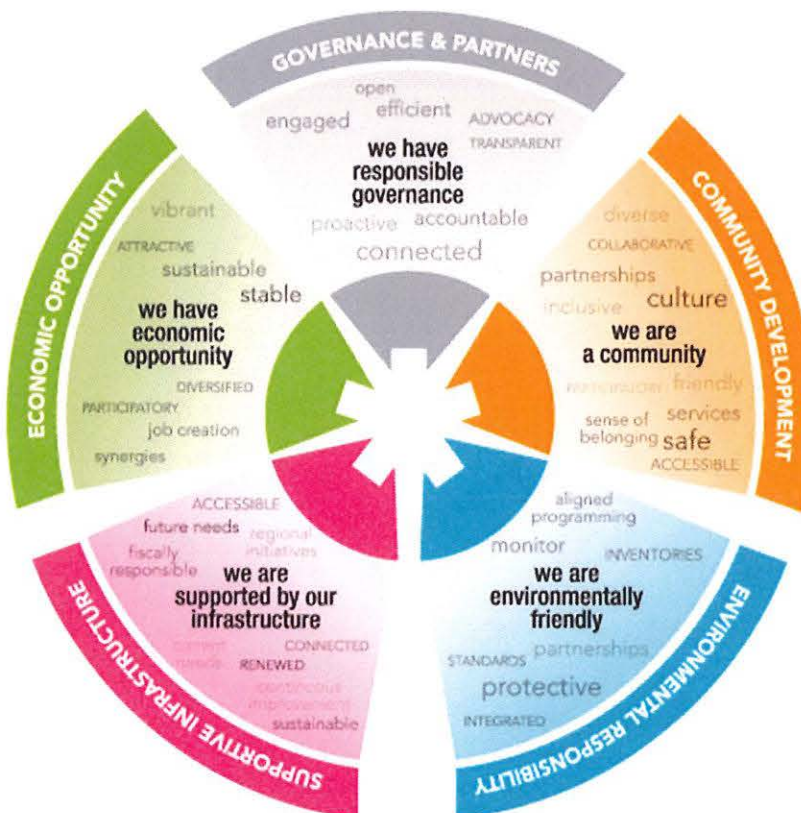 GOVERNANCE & PARTNERS
open
engaged
efficient
ADVOCACY
TRANSPARENT
we have
responsible
governance
proactive
accountable
connected
COMMUNITY DEVELOPMENT
diverse
COLLABORATIVE
partnerships
inclusive
culture
we are
a community
PARTICIPATORY
friendly
sense of
belonging
services
safe
ACCESSIBLE
ENVIRONMENTAL RESPONSIBILITY
aligned
programming
monitor
INVENTORIES
we are
environmentally
friendly
STANDARDS
partnerships
protective
INTEGRATED
SUPPORTIVE INFRASTRUCTURE
ACCESSIBLE
future needs
regional
initiatives
fiscally
responsible
we are
supported by our
infrastructure
current
needs
CONNECTED
RENEWED
continuous
improvement
sustainable
ECONOMIC OPPORTUNITY
vibrant
ATTRACTIVE
sustainable
stable
we have
economic
opportunity
DIVERSIFIED
PARTICIPATORY
job creation
synergies